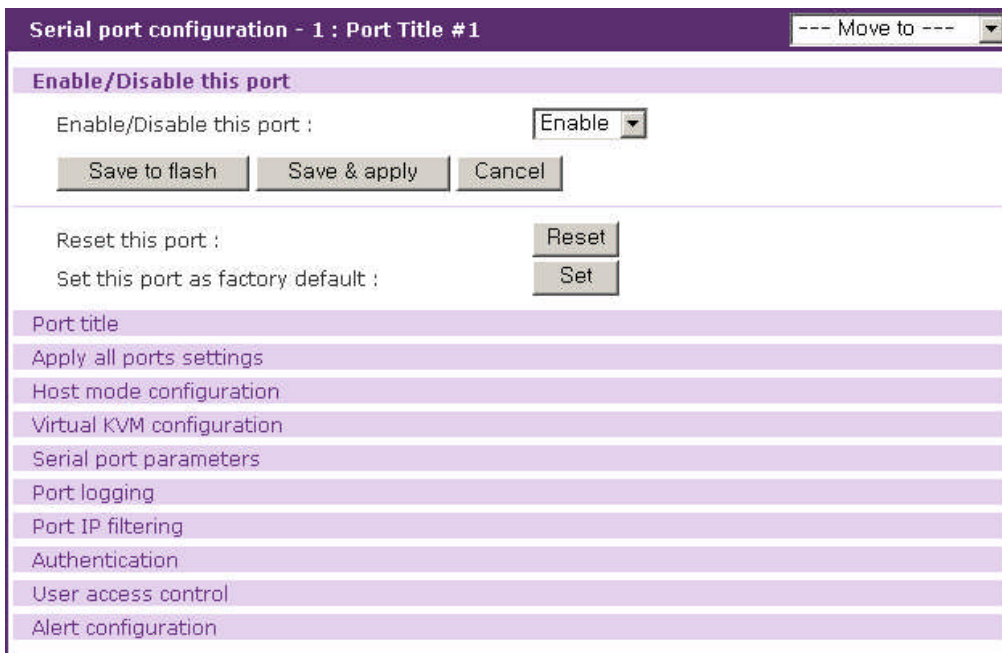 Serial port configuration - 1 : Port Title #1 --- Move to ---
Enable/Disable this port
Enable/Disable this port : Enable
Save to flash Save & apply Cancel
Reset this port : Reset
Set this port as factory default : Set
Port title
Apply all ports settings
Host mode configuration
Virtual KVM configuration
Serial port parameters
Port logging
Port IP filtering
Authentication
User access control
Alert configuration